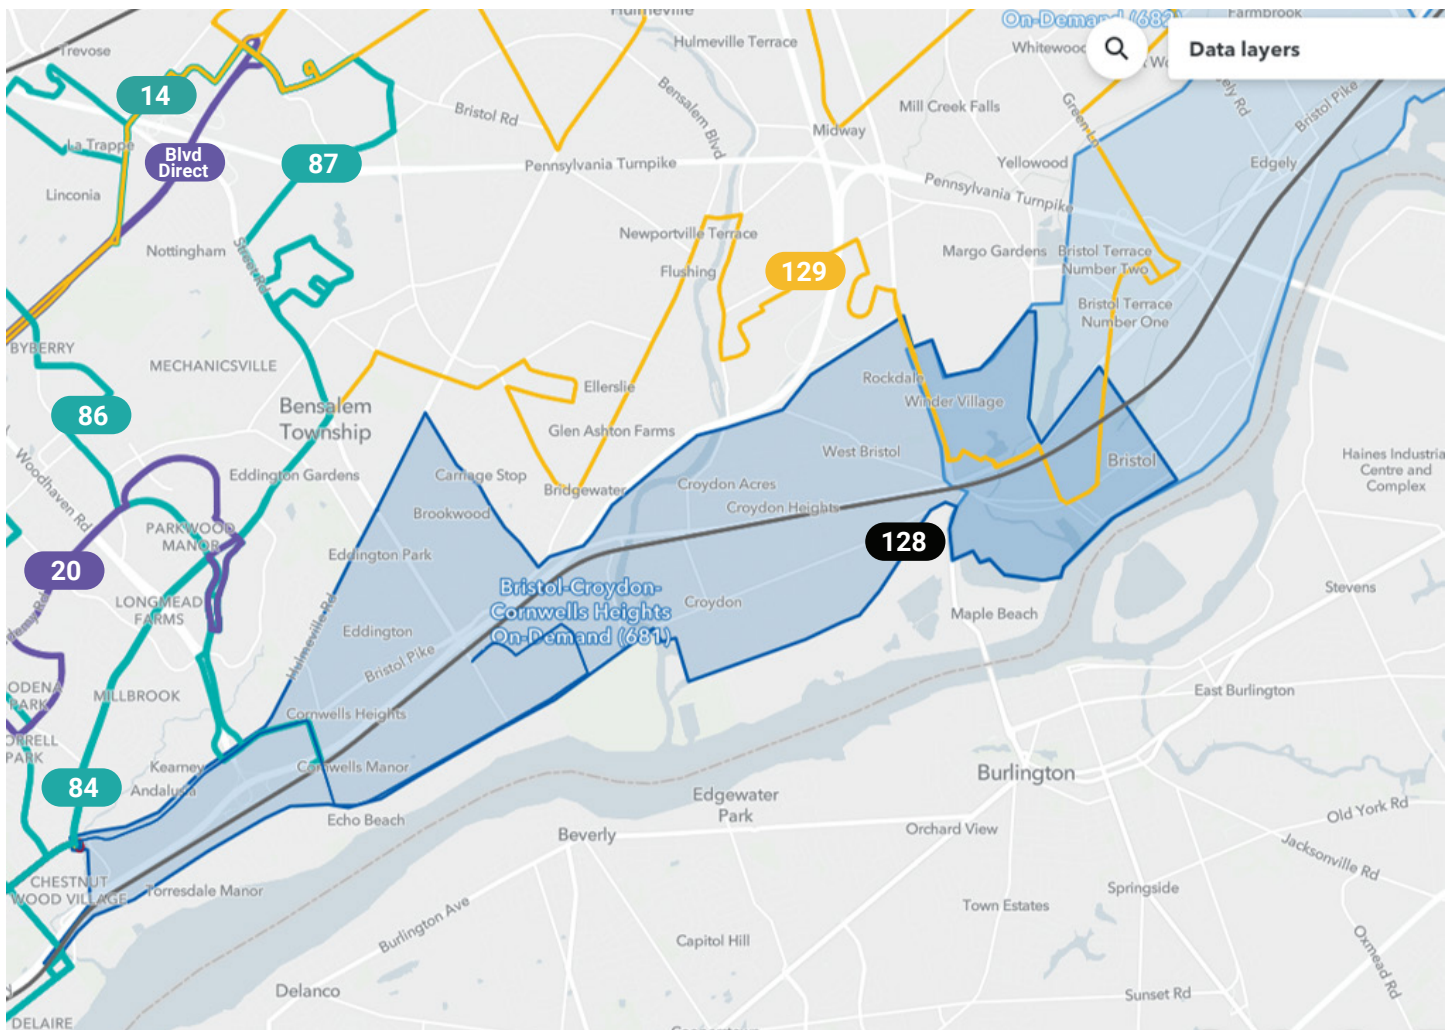 Hulmeville
On-Demand (682)
Farmbrook
Trevose
Hulmeville Terrace
Whitewood
Data layers
14
Bristol Rd
Bensalem Blvd
Mill Creek Falls
Green Ln
Bristol Pike
Midway
La Trappe
Blvd
Direct
87
Pennsylvania Turnpike
Yellowood
Edgely
Linconia
Pennsylvania Turnpike
Nottingham
Street Rd
Newportville Terrace
Flushing
129
Margo Gardens
Bristol Terrace
Number Two
Bristol Terrace
Number One
BYBERRY
MECHANICSVILLE
Ellerslie
Rockdale
Winder Village
86
Bensalem
Township
Glen Ashton Farms
West Bristol
Bristol
Haines Industrial
Centre and
Complex
Woodhaven Rd
Eddington Gardens
Carriage Stop
Bridgewater
Croydon Acres
Croydon Heights
Brookwood
PARKWOOD
MANOR
Eddington Park
128
20
Bristol-Croydon-
Cornwells Heights
On-Demand (681)
Croydon
Stevens
LONGMEAD
FARMS
Maple Beach
Hulmeville Rd
Eddington
Bristol Pike
MILLBROOK
East Burlington
Cornwells Heights
Kearney
Cornwells Manor
Burlington
84
Andalusia
Echo Beach
Edgewater
Park
Beverly
Orchard View
Old York Rd
Jacksonville Rd
CHESTNUT
WOOD VILLAGE
Torresdale Manor
Springside
Burlington Ave
Town Estates
Capitol Hill
Oxmead Rd
Delanco
Sunset Rd
DELAIRE